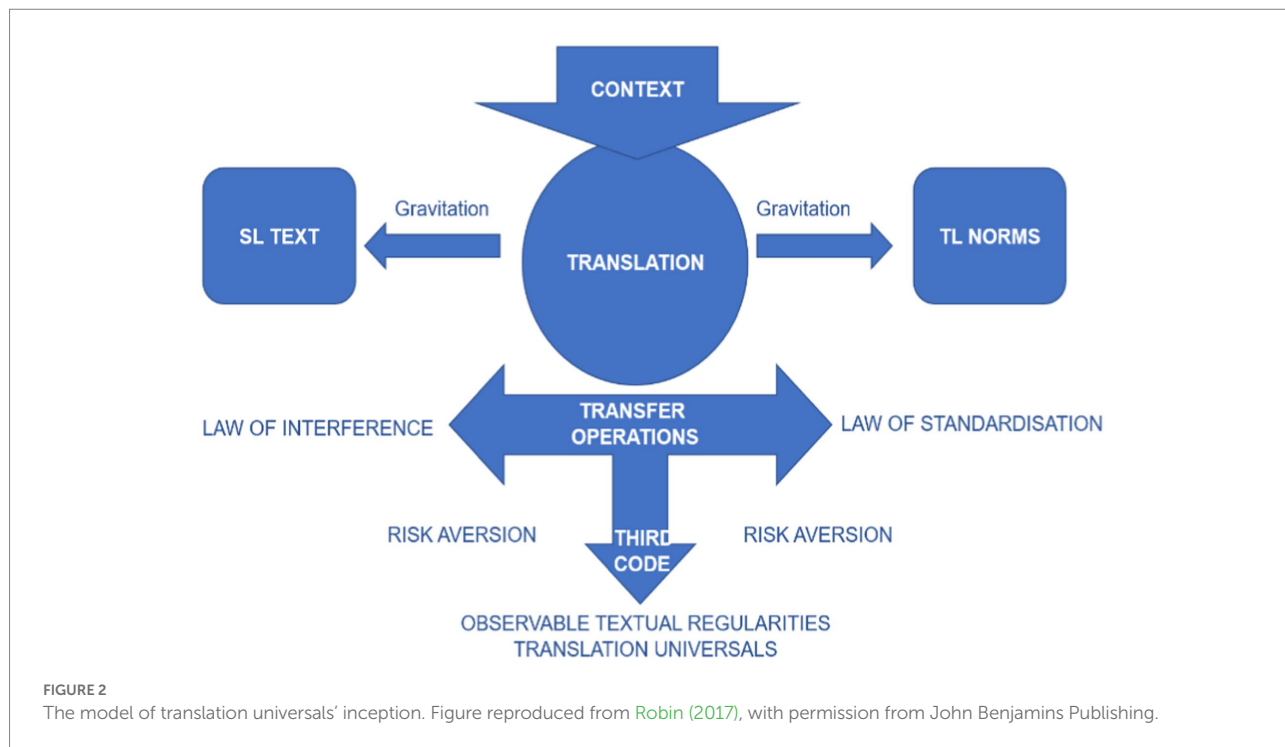 CONTEXT
Gravitation
Gravitation
SL TEXT
TRANSLATION
TL NORMS
LAW OF INTERFERENCE
TRANSFER
OPERATIONS
LAW OF STANDARDISATION
RISK AVERSION
THIRD
CODE
RISK AVERSION
OBSERVABLE TEXTUAL REGULARITIES
TRANSLATION UNIVERSALS
FIGURE 2
The model of translation universals’ inception. Figure reproduced from Robin (2017), with permission from John Benjamins Publishing.